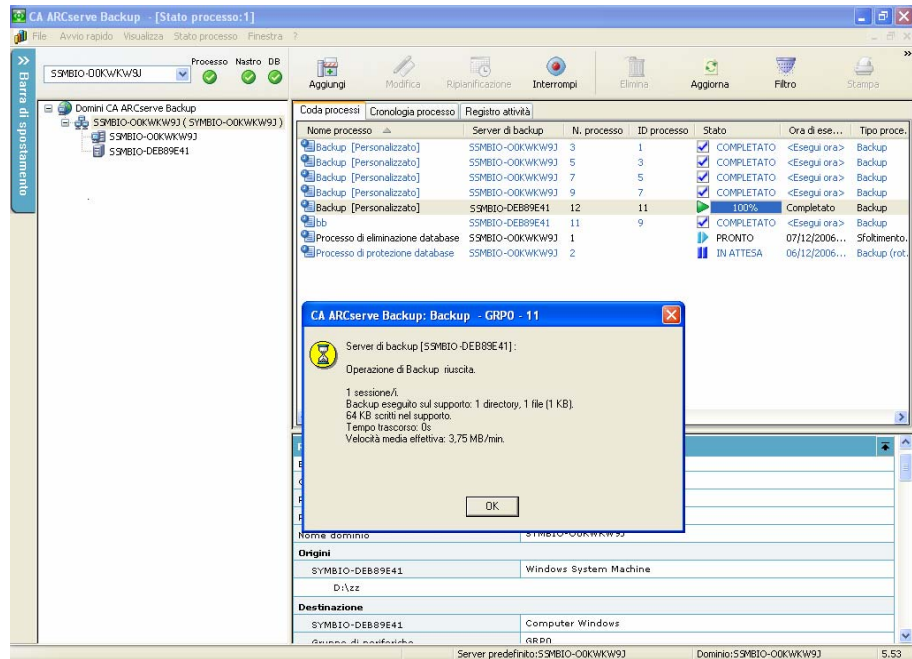 CA ARCserve Backup - [Stato processo:1]
File Avvio rapido Visualizza Stato processo Finestra ?
Barra di spostamento
SSMBIO-O0KWKW9J
Processo Nastro DB
Aggiungi Modifica Ripianificazione Interrompi Elimina Aggiorna Filtro Stampa
Domini CA ARCserve Backup
SSMBIO-O0KWKW9J ( SYMBIO-O0KWKW9J )
SSMBIO-O0KWKW9J
SSMBIO-DEB89E41
Coda processi Cronologia processo Registro attività
Nome processo Server di backup N. processo ID processo Stato Ora di ese... Tipo proce.
Backup [Personalizzato] SSMBIO-O0KWKW9J 3 1 COMPLETATO <Esegui ora> Backup
Backup [Personalizzato] SSMBIO-O0KWKW9J 5 3 COMPLETATO <Esegui ora> Backup
Backup [Personalizzato] SSMBIO-O0KWKW9J 7 5 COMPLETATO <Esegui ora> Backup
Backup [Personalizzato] SSMBIO-O0KWKW9J 9 7 COMPLETATO <Esegui ora> Backup
Backup [Personalizzato] SSMBIO-DEB89E41 12 11 100% Completato Backup
bb SSMBIO-DEB89E41 11 9 COMPLETATO <Esegui ora> Backup
Processo di eliminazione database SSMBIO-O0KWKW9J 1 PRONTO 07/12/2006... Sfoltimento.
Processo di protezione database SSMBIO-O0KWKW9J 2 IN ATTESA 06/12/2006... Backup (rot.
CA ARCserve Backup: Backup - GRP0 - 11
Server di backup [SSMBIO-DEB89E41] :
Operazione di Backup riuscita.
1 sessione/i.
Backup eseguito sul supporto: 1 directory, 1 file (1 KB).
64 KB scritti nel supporto.
Tempo trascorso: 0s
Velocità media effettiva: 3,75 MB/min.
OK
Nome dominio SYMBIO-O0KWKW9J
Origini
SYMBIO-DEB89E41 Windows System Machine
D:\zz
Destinazione
SYMBIO-DEB89E41 Computer Windows
Gruppo di periferiche GRP0
Server predefinito:SSMBIO-O0KWKW9J Dominio:SSMBIO-O0KWKW9J 5.53